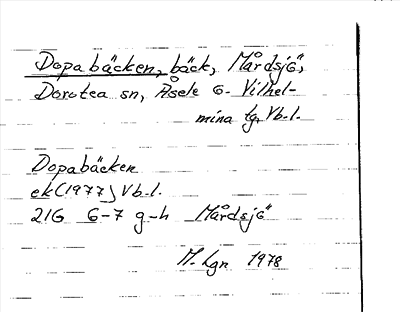 Dopabäcken, bäck, Mårdsjö,
Dorotea sn, Åsele o. Vilhel-
mina tg, Vb.l.
Dopabäcken
ek (1977) Vb.l.
21G 6-7 g-h Mårdsjö
M. Lgn 1978